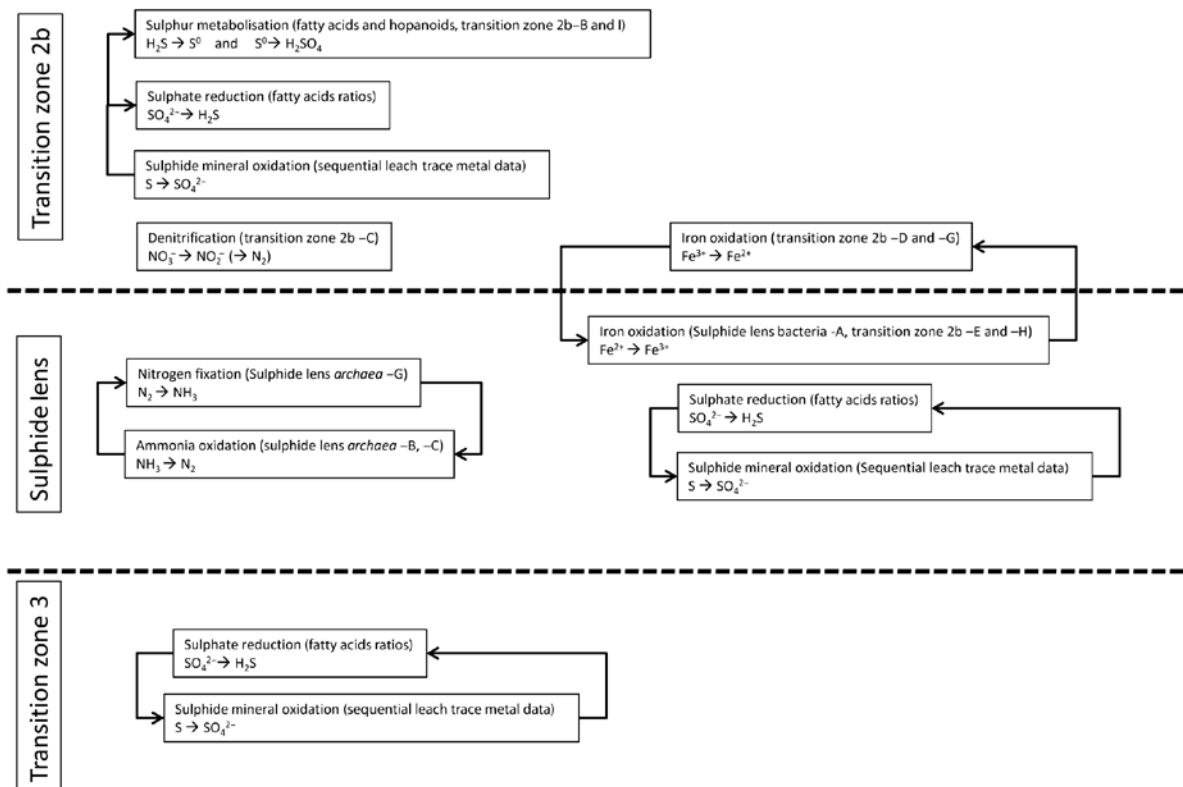 Transition zone 2b
Sulphur metabolisation (fatty acids and hopanoids, transition zone 2b–B and I)
H₂S → S⁰ and S⁰→ H₂SO₄
Sulphate reduction (fatty acids ratios)
SO₄²⁻→ H₂S
Sulphide mineral oxidation (sequential leach trace metal data)
S → SO₄²⁻
Denitrification (transition zone 2b –C)
NO₃⁻→ NO₂⁻ (→ N₂)
Iron oxidation (transition zone 2b –D and –G)
Fe³⁺ → Fe²⁺
Sulphide lens
Iron oxidation (Sulphide lens bacteria -A, transition zone 2b –E and –H)
Fe²⁺ → Fe³⁺
Nitrogen fixation (Sulphide lens archaea –G)
N₂ → NH₃
Ammonia oxidation (sulphide lens archaea –B, –C)
NH₃ → N₂
Sulphate reduction (fatty acids ratios)
SO₄²⁻→ H₂S
Sulphide mineral oxidation (Sequential leach trace metal data)
S → SO₄²⁻
Transition zone 3
Sulphate reduction (fatty acids ratios)
SO₄²⁻→ H₂S
Sulphide mineral oxidation (sequential leach trace metal data)
S → SO₄²⁻